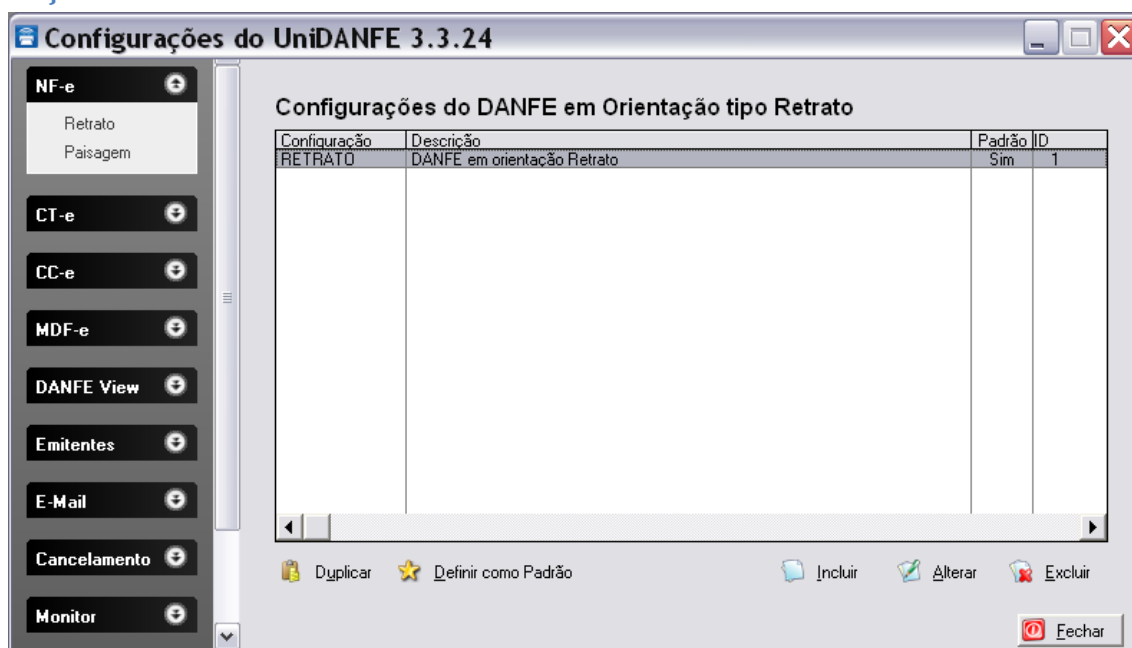 Configurações do UniDANFE 3.3.24
NF-e
Retrato
Paisagem
CT-e
CC-e
MDF-e
DANFE View
Emitentes
E-Mail
Cancelamento
Monitor
Configurações do DANFE em Orientação tipo Retrato
Configuração Descrição Padrão ID
RETRATO DANFE em orientação Retrato Sim 1
Duplicar Definir como Padrão Incluir Alterar Excluir
Fechar